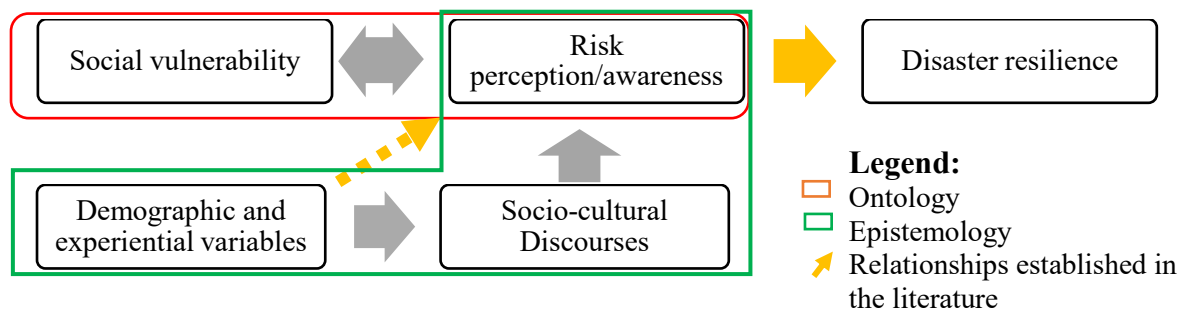 Social vulnerability
Risk
perception/awareness
Disaster resilience
Demographic and
experiential variables
Socio-cultural
Discourses
Legend:
Ontology
Epistemology
Relationships established in
the literature